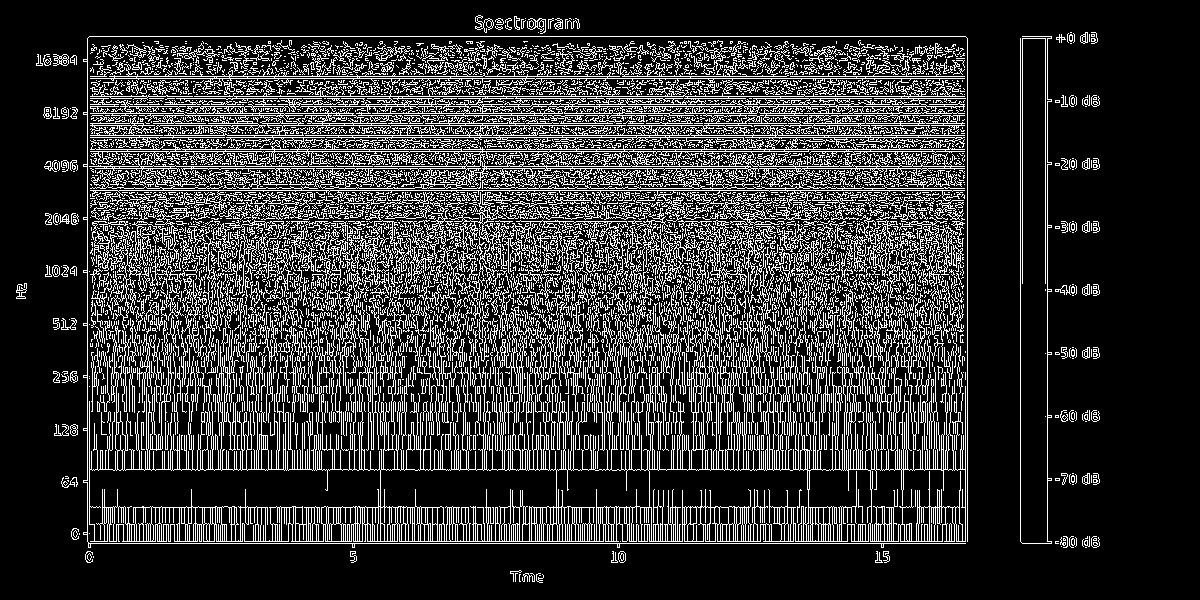 Spectrogram
+0 dB
16384
-10 dB
8192
-20 dB
4096
-30 dB
2048
1024
-40 dB
Hz
512
-50 dB
256
-60 dB
128
-70 dB
64
0
-80 dB
0 5 10 15
Time